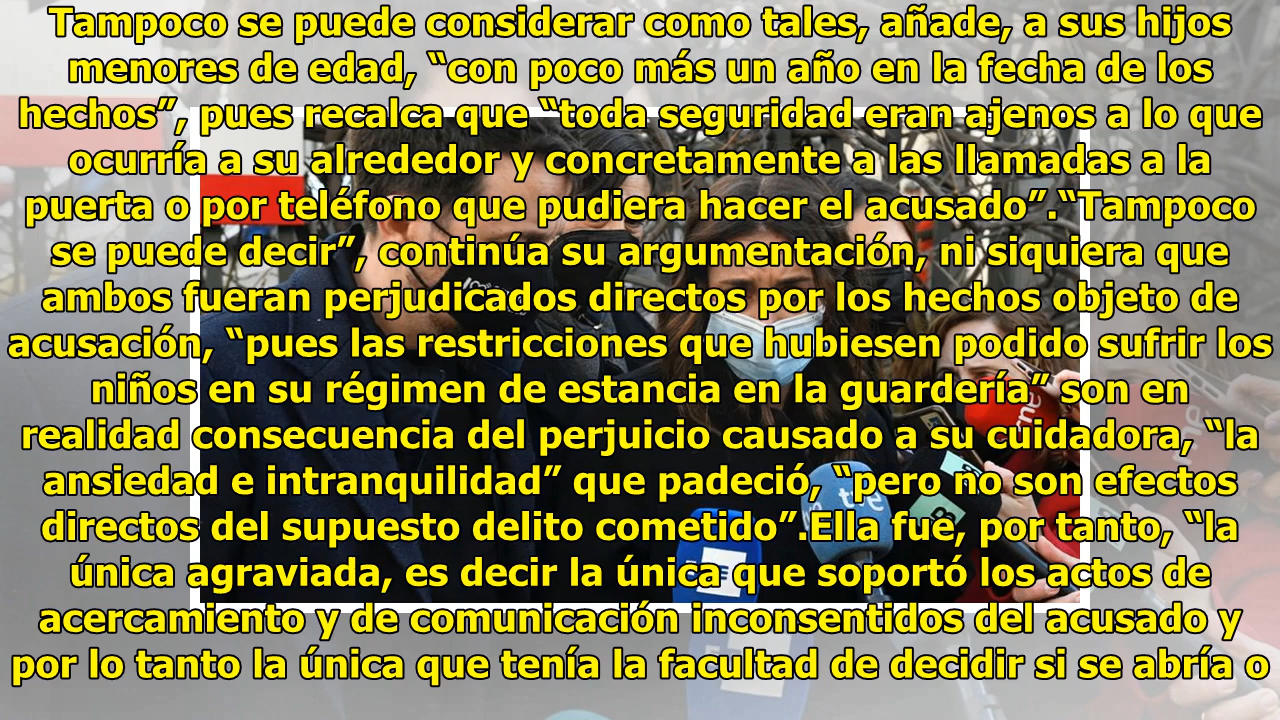 Tampoco se puede considerar como tales, añade, a sus hijos
menores de edad, “con poco más un año en la fecha de los
hechos”, pues recalca que “toda seguridad eran ajenos a lo que
ocurría a su alrededor y concretamente a las llamadas a la
puerta o por teléfono que pudiera hacer el acusado”.“Tampoco
se puede decir”, continúa su argumentación, ni siquiera que
ambos fueran perjudicados directos por los hechos objeto de
acusación, “pues las restricciones que hubiesen podido sufrir los
niños en su régimen de estancia en la guardería” son en
realidad consecuencia del perjuicio causado a su cuidadora, “la
ansiedad e intranquilidad” que padeció, “pero no son efectos
directos del supuesto delito cometido”.Ella fue, por tanto, “la
única agraviada, es decir la única que soportó los actos de
acercamiento y de comunicación inconsentidos del acusado y
por lo tanto la única que tenía la facultad de decidir si se abría o